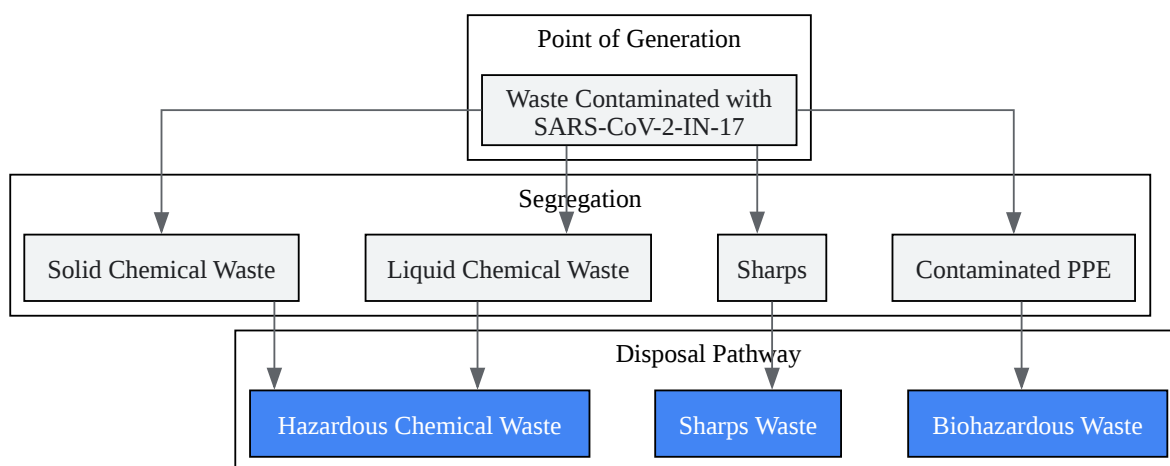 Point of Generation
Waste Contaminated with
SARS-CoV-2-IN-17
Segregation
Solid Chemical Waste
Liquid Chemical Waste
Sharps
Contaminated PPE
Disposal Pathway
Hazardous Chemical Waste
Sharps Waste
Biohazardous Waste